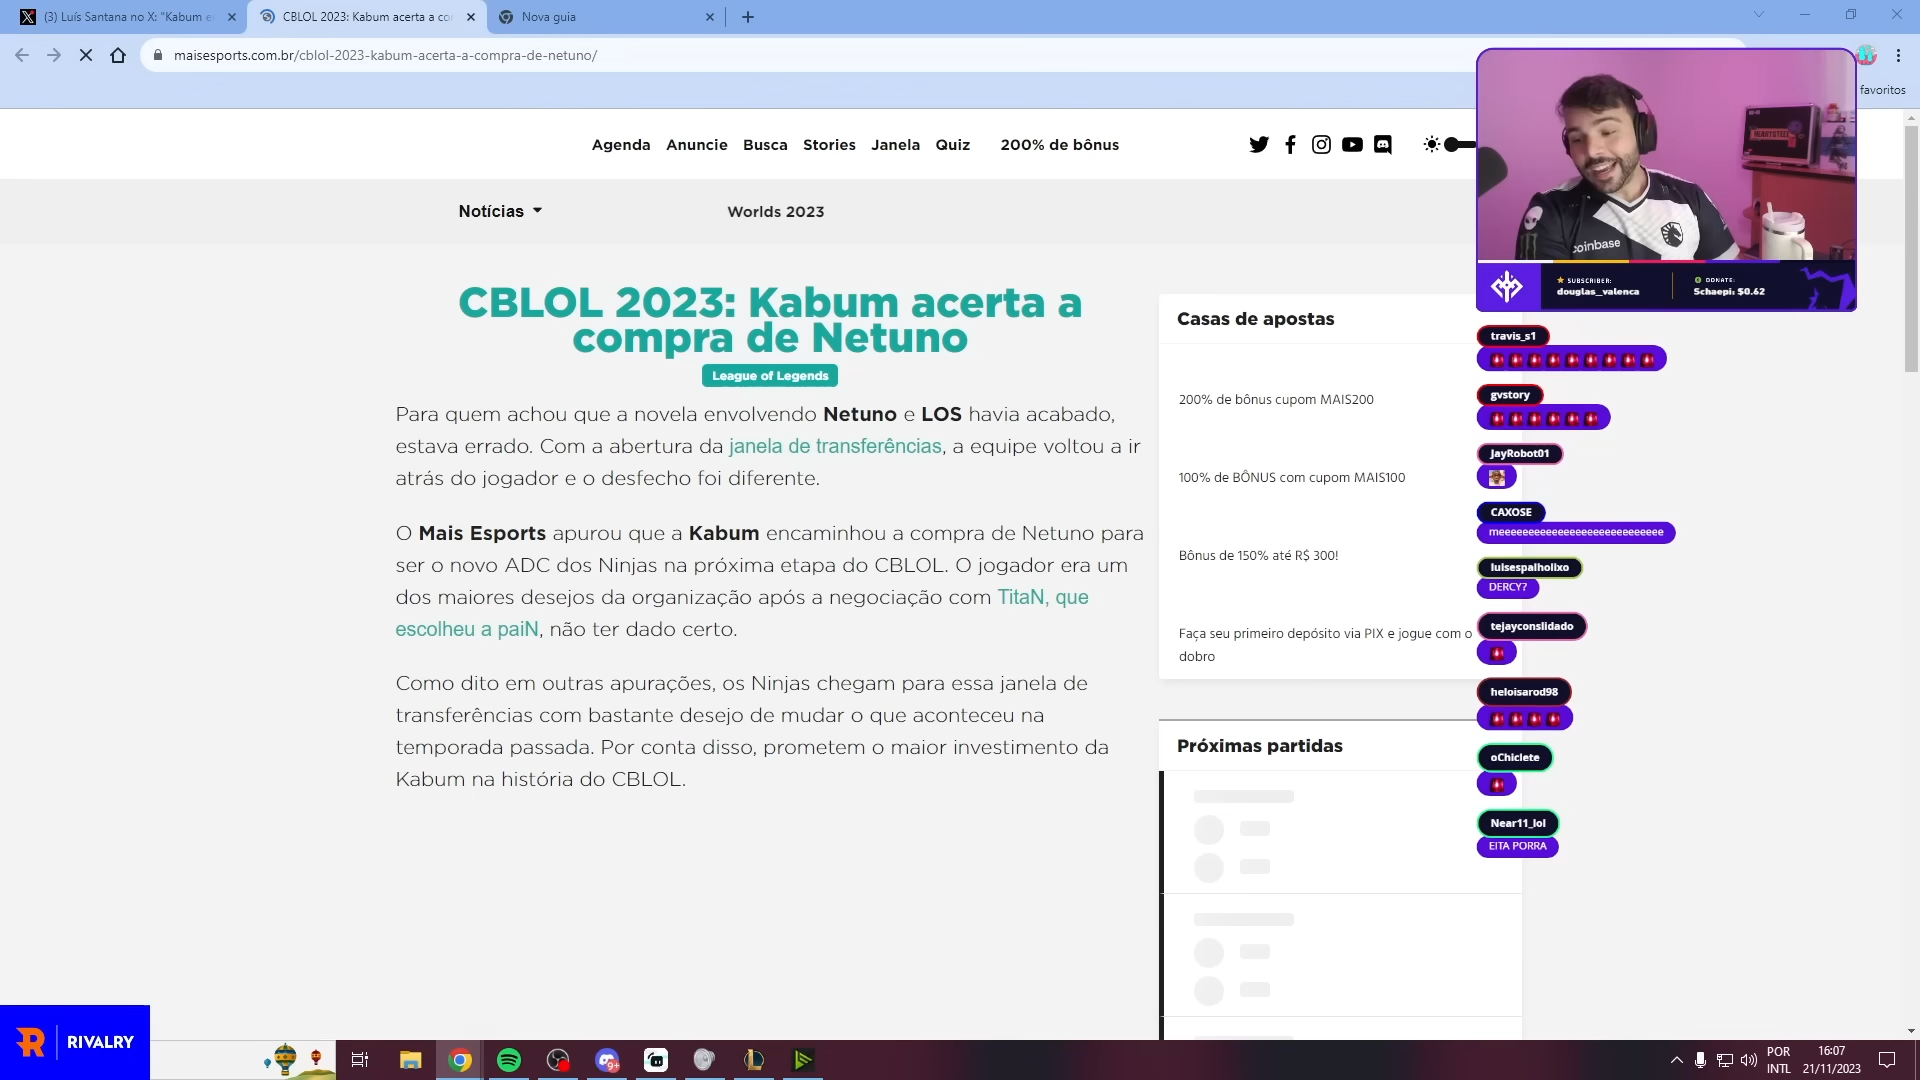 (3) Luís Santana no X: "Kabum e
CBLOL 2023: Kabum acerta a co
Nova guia
maisesports.com.br/cblol-2023-kabum-acerta-a-compra-de-netuno/
favoritos
Agenda Anuncie Busca Stories Janela Quiz 200% de bônus
Notícias Worlds 2023
CBLOL 2023: Kabum acerta a
compra de Netuno
League of Legends
Para quem achou que a novela envolvendo Netuno e LOS havia acabado,
estava errado. Com a abertura da janela de transferências, a equipe voltou a ir
atrás do jogador e o desfecho foi diferente.
O Mais Esports apurou que a Kabum encaminhou a compra de Netuno para
ser o novo ADC dos Ninjas na próxima etapa do CBLOL. O jogador era um
dos maiores desejos da organização após a negociação com TitaN, que
escolheu a paiN, não ter dado certo.
Como dito em outras apurações, os Ninjas chegam para essa janela de
transferências com bastante desejo de mudar o que aconteceu na
temporada passada. Por conta disso, prometem o maior investimento da
Kabum na história do CBLOL.
Casas de apostas
200% de bônus cupom MAIS200
100% de BÔNUS com cupom MAIS100
Bônus de 150% até R$ 300!
Faça seu primeiro depósito via PIX e jogue com o
dobro
Próximas partidas
HEARTSTEEL
coinbase
SUBSCRIBER:
douglas_valenca
DONATE:
Schaepi: $0.62
travis_s1
gvstory
JayRobot01
CAXOSE
meeeeeeeeeeeeeeeeeeeeeeeeeeeee
luisespalholixo
DERCY?
tejayconslidado
heloisarod98
oChiclete
Near11_lol
EITA PORRA
RIVALRY
9+
POR
INTL
16:07
21/11/2023